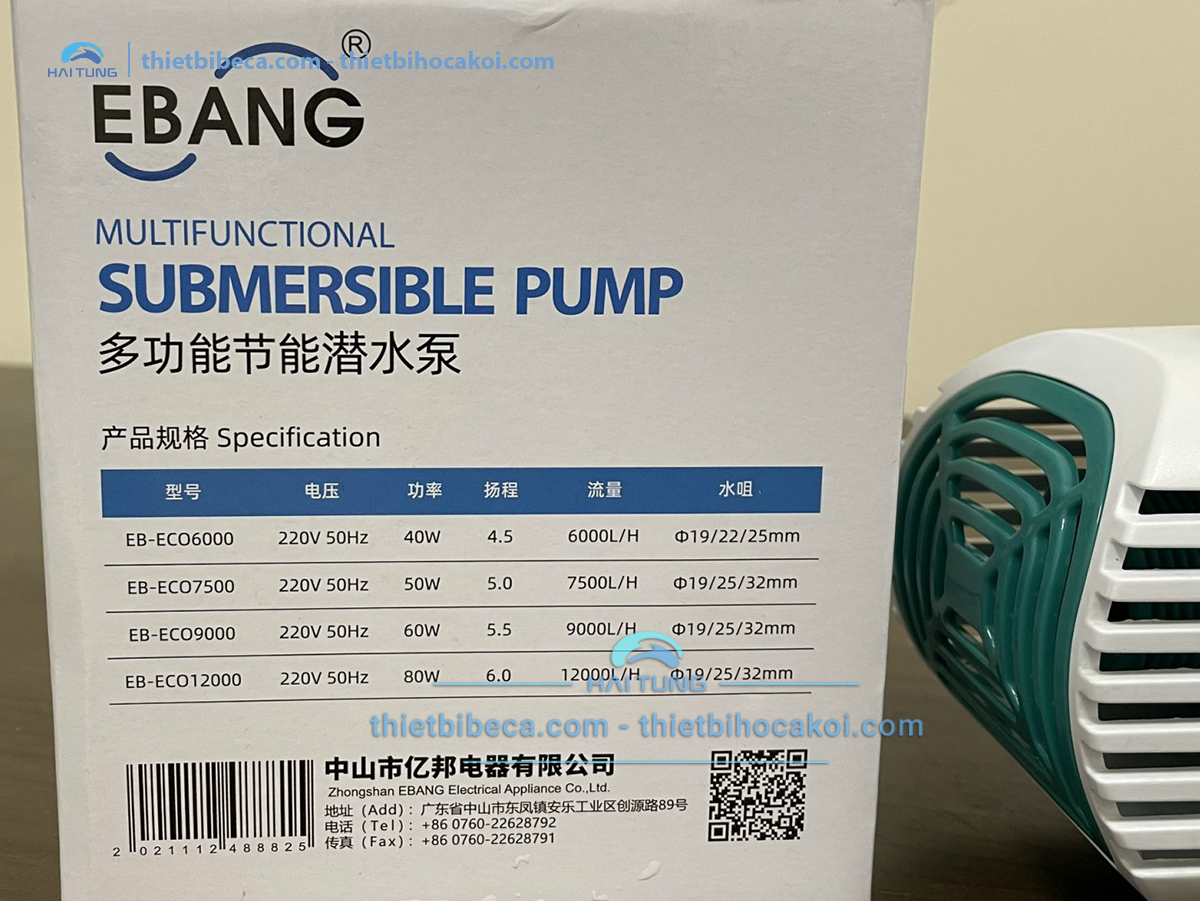 HAI TUNG
thietbibeca.com - thietbihocakoi.com
®
EBANG
MULTIFUNCTIONAL
SUBMERSIBLE PUMP
多功能节能潜水泵
产品规格 Specification
型号 电压 功率 扬程 流量 水咀
EB-ECO6000 220V 50Hz 40W 4.5 6000L/H Φ19/22/25mm
EB-ECO7500 220V 50Hz 50W 5.0 7500L/H Φ19/25/32mm
EB-ECO9000 220V 50Hz 60W 5.5 9000L/H Φ19/25/32mm
EB-ECO12000 220V 50Hz 80W 6.0 12000L/H Φ19/25/32mm
HAI TUNG
thietbibeca.com - thietbihocakoi.com
中山市亿邦电器有限公司
Zhongshan EBANG Electrical Appliance Co.,Ltd.
地址（Add）：广东省中山市东凤镇安乐工业区创源路89号
电话（Tel）：+86 0760-22628792
传真（Fax）：+86 0760-22628791
2 021112 488825